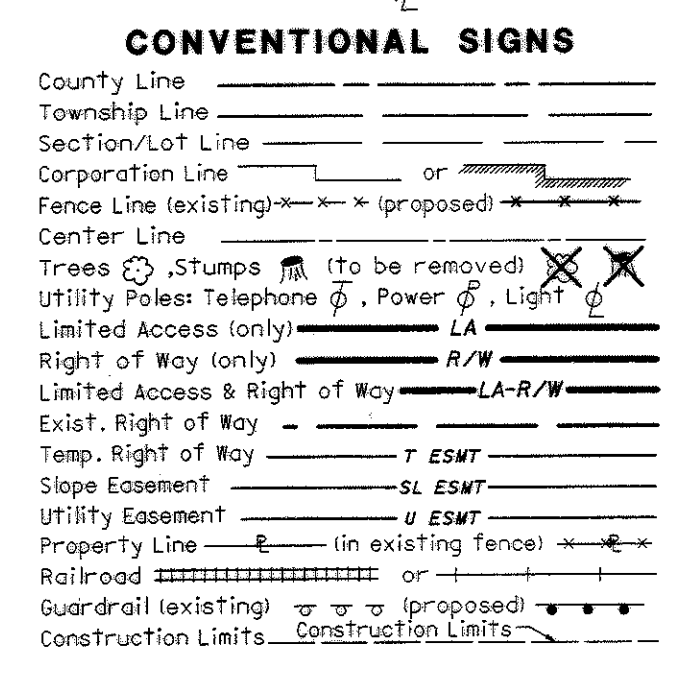 CONVENTIONAL SIGNS
County Line
Township Line
Section/Lot Line
Corporation Line or
Fence Line (existing) (proposed)
Center Line
Trees ,Stumps (to be removed)
Utility Poles: Telephone , Power , Light
Limited Access (only) LA
Right of Way (only) R/W
Limited Access & Right of Way LA-R/W
Exist. Right of Way
Temp. Right of Way T ESMT
Slope Easement SL ESMT
Utility Easement U ESMT
Property Line (in existing fence)
Railroad or
Guardrail (existing) (proposed)
Construction Limits Construction Limits